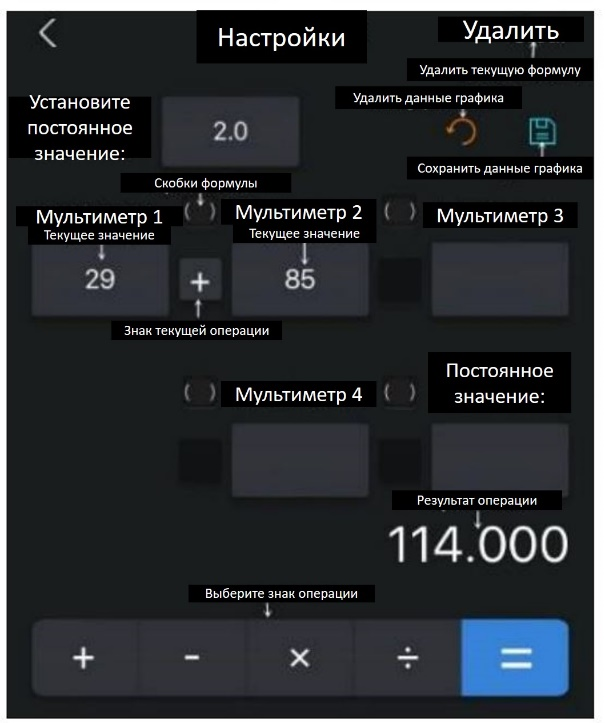 Настройки
Удалить
Удалить текущую формулу
Удалить данные графика
Установите
постоянное
значение:
2.0
Сохранить данные графика
Скобки формулы
Мультиметр 1
( )
Мультиметр 2
( )
Мультиметр 3
Текущее значение
Текущее значение
29
+
85
Знак текущей операции
( )
Мультиметр 4
( )
Постоянное
значение:
Результат операции
114.000
Выберите знак операции
+ - × ÷ =